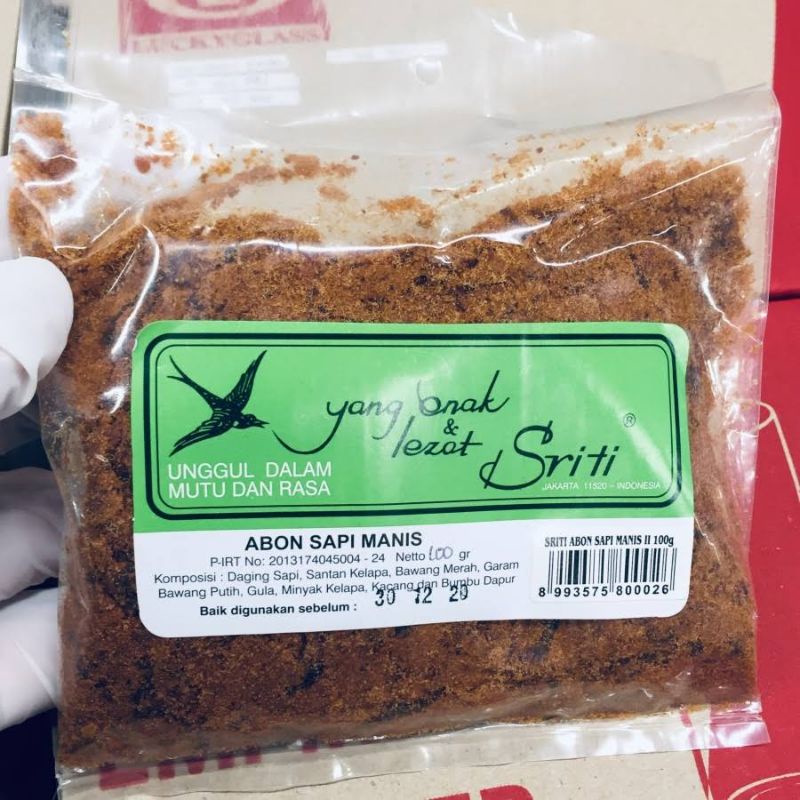 LUCKYGLASS
yang enak
&
lezat Sriti ®
UNGGUL DALAM
MUTU DAN RASA
JAKARTA 11520 - INDONESIA
ABON SAPI MANIS
P-IRT No: 2013174045004 - 24 Netto 100 gr
Komposisi : Daging Sapi, Santan Kelapa, Bawang Merah, Garam
Bawang Putih, Gula, Minyak Kelapa, Kacang dan Bumbu Dapur
Baik digunakan sebelum : 30 12 20
SRITI ABON SAPI MANIS II 100g
8 993575 800026